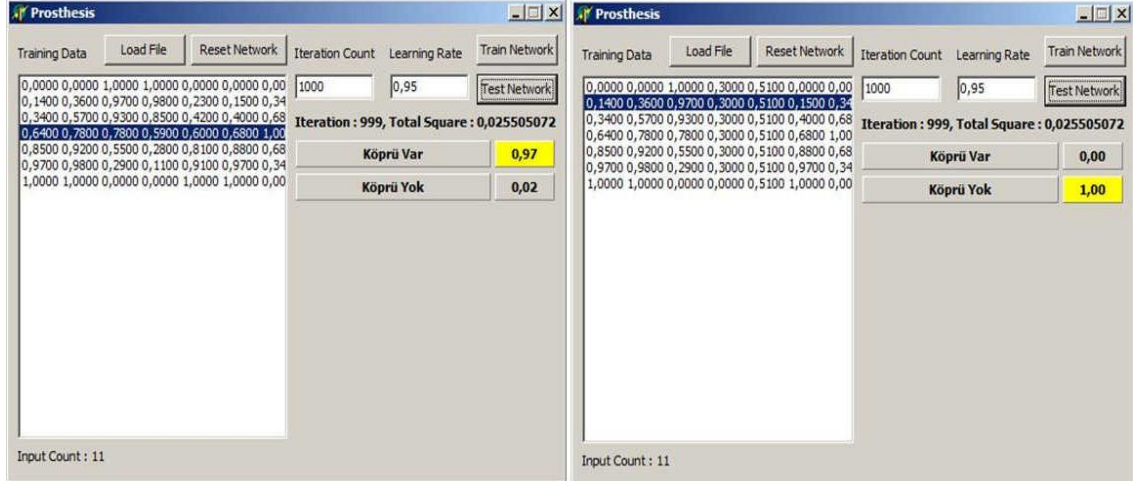 Prosthesis
Training Data Load File Reset Network Iteration Count Learning Rate Train Network
1000 0,95 Test Network
0,0000 0,0000 1,0000 1,0000 0,0000 0,0000 0,00
0,1400 0,3600 0,9700 0,9800 0,2300 0,1500 0,34
0,3400 0,5700 0,9300 0,8500 0,4200 0,4000 0,68
0,6400 0,7800 0,7800 0,5900 0,6000 0,6800 1,00
0,8500 0,9200 0,5500 0,2800 0,8100 0,8800 0,68
0,9700 0,9800 0,2900 0,1100 0,9100 0,9700 0,34
1,0000 1,0000 0,0000 0,0000 1,0000 1,0000 0,00
Iteration : 999, Total Square : 0,025505072
Köprü Var 0,97
Köprü Yok 0,02
Input Count : 11
Prosthesis
Training Data Load File Reset Network Iteration Count Learning Rate Train Network
1000 0,95 Test Network
0,0000 0,0000 1,0000 0,3000 0,5100 0,0000 0,00
0,1400 0,3600 0,9700 0,3000 0,5100 0,1500 0,34
0,3400 0,5700 0,9300 0,3000 0,5100 0,4000 0,68
0,6400 0,7800 0,7800 0,3000 0,5100 0,6800 1,00
0,8500 0,9200 0,5500 0,3000 0,5100 0,8800 0,68
0,9700 0,9800 0,2900 0,3000 0,5100 0,9700 0,34
1,0000 1,0000 0,0000 0,0000 0,5100 1,0000 0,00
Iteration : 999, Total Square : 0,025505072
Köprü Var 0,00
Köprü Yok 1,00
Input Count : 11